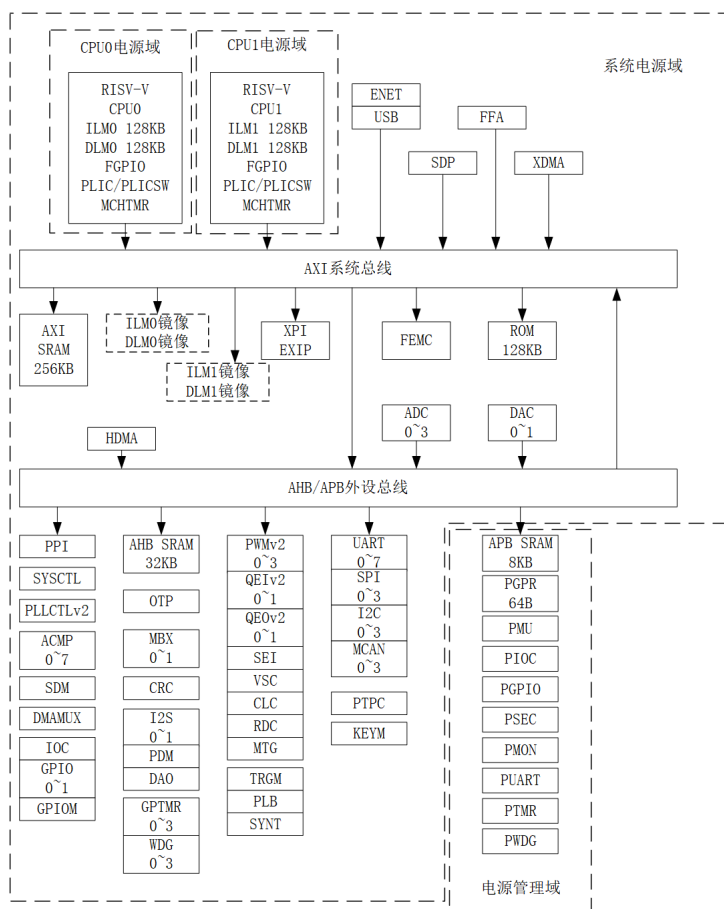 CPU0电源域
CPU1电源域
系统电源域
RISV-V
CPU0
ILM0 128KB
DLM0 128KB
FGPIO
PLIC/PLICSW
MCHTMR
RISV-V
CPU1
ILM1 128KB
DLM1 128KB
FGPIO
PLIC/PLICSW
MCHTMR
ENET
USB
FFA
SDP
XDMA
AXI系统总线
AXI
SRAM
256KB
ILM0镜像
DLM0镜像
ILM1镜像
DLM1镜像
XPI
EXIP
FEMC
ROM
128KB
HDMA
ADC
0~3
DAC
0~1
AHB/APB外设总线
PPI
SYSCTL
PLLCTLv2
ACMP
0~7
SDM
DMAMUX
IOC
GPIO
0~1
GPIOM
AHB SRAM
32KB
OTP
MBX
0~1
CRC
I2S
0~1
PDM
DAO
GPTMR
0~3
WDG
0~3
PWMv2
0~3
QEIv2
0~1
QEOv2
0~1
SEI
VSC
CLC
RDC
MTG
TRGM
PLB
SYNT
UART
0~7
SPI
0~3
I2C
0~3
MCAN
0~3
PTPC
KEYM
APB SRAM
8KB
PGPR
64B
PMU
PIOC
PGPIO
PSEC
PMON
PUART
PTMR
PWDG
电源管理域